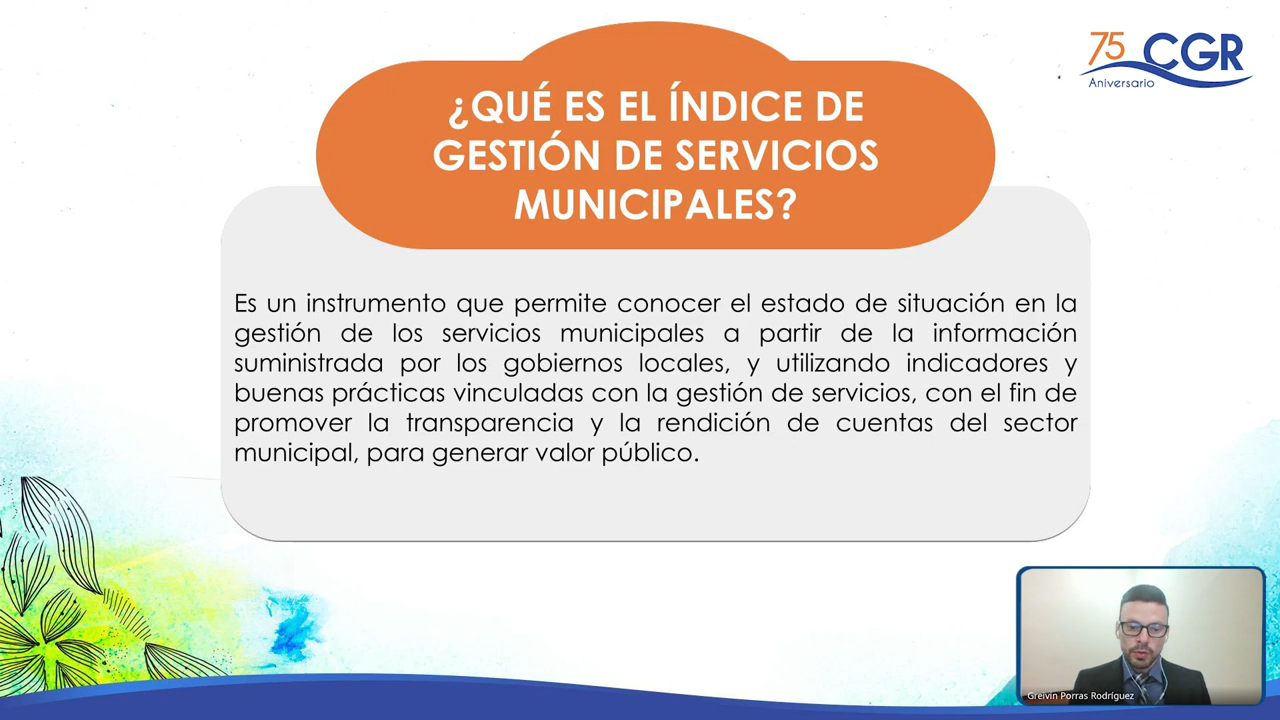 75 CGR
Aniversario
¿QUÉ ES EL ÍNDICE DE
GESTIÓN DE SERVICIOS
MUNICIPALES?
Es un instrumento que permite conocer el estado de situación en la
gestión de los servicios municipales a partir de la información
suministrada por los gobiernos locales, y utilizando indicadores y
buenas prácticas vinculadas con la gestión de servicios, con el fin de
promover la transparencia y la rendición de cuentas del sector
municipal, para generar valor público.
Greivin Porras Rodríguez